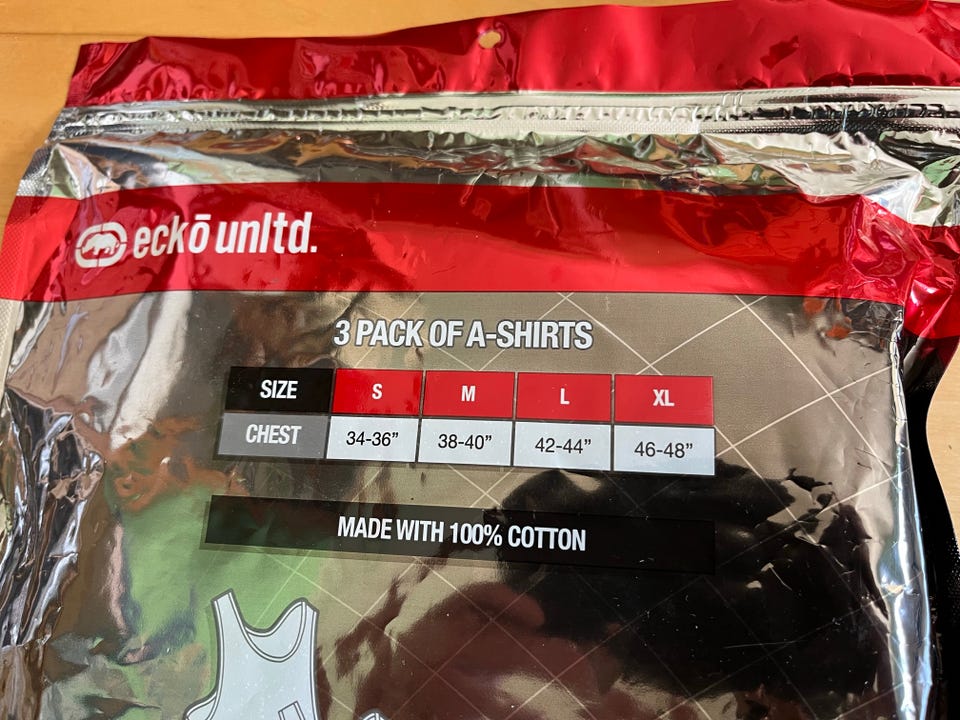 eckō unltd.
3 PACK OF A-SHIRTS
SIZE S M L XL
CHEST 34-36” 38-40” 42-44” 46-48”
MADE WITH 100% COTTON